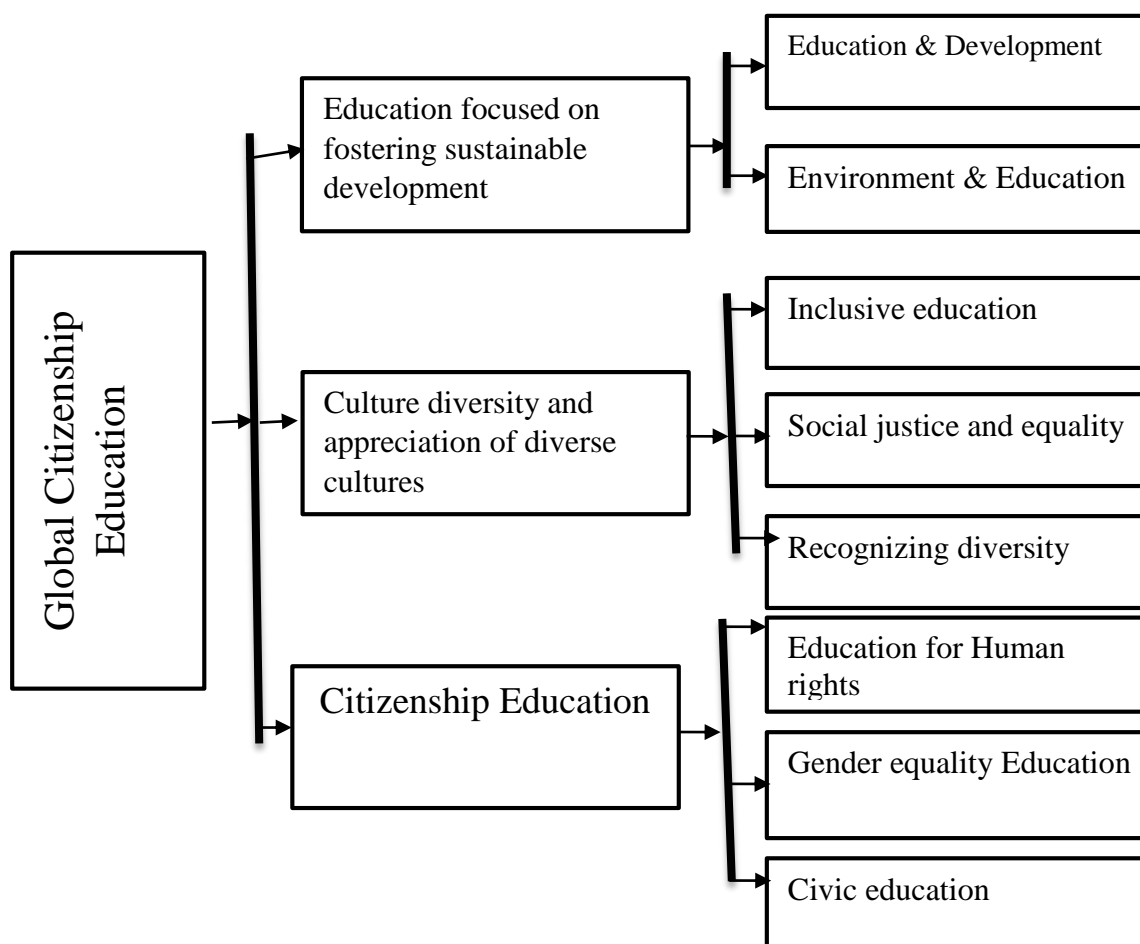 Global Citizenship
Education
Education focused on
fostering sustainable
development
Education & Development
Environment & Education
Culture diversity and
appreciation of diverse
cultures
Inclusive education
Social justice and equality
Recognizing diversity
Citizenship Education
Education for Human
rights
Gender equality Education
Civic education